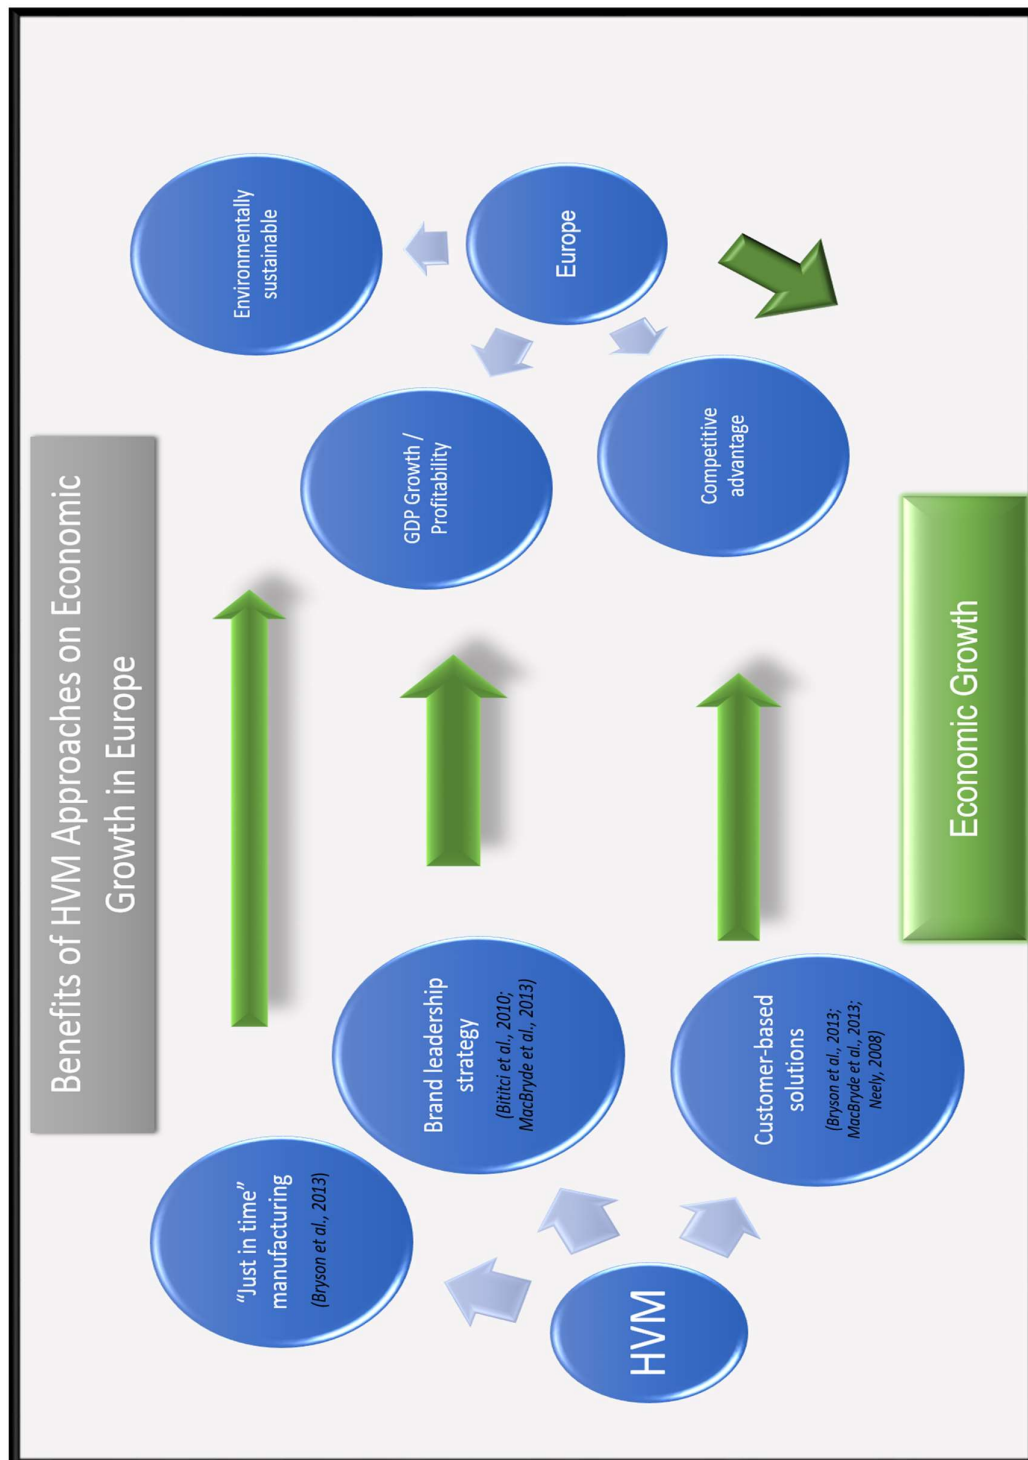 Benefits of HVM Approaches on Economic
Growth in Europe
"Just in time"
manufacturing
(Bryson et al., 2013)
Brand leadership
strategy
(Bititci et al., 2010;
MacBryde et al., 2013)
Customer-based
solutions
(Bryson et al., 2013;
MacBryde et al., 2013;
Neely, 2008)
HVM
Environmentally
sustainable
GDP Growth /
Profitability
Competitive
advantage
Europe
Economic Growth